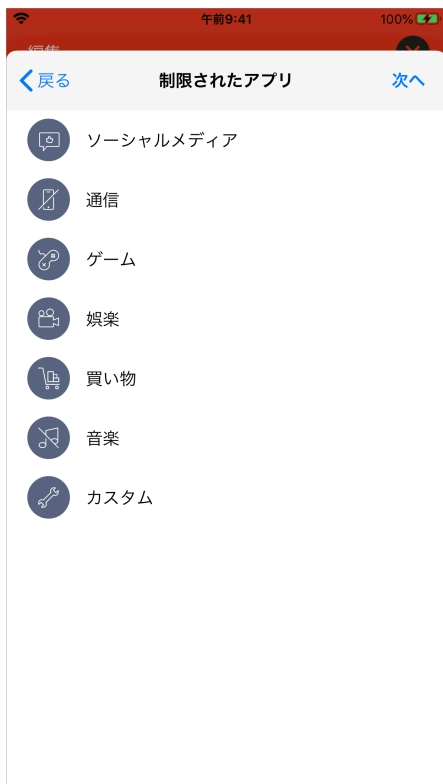 午前9:41
100%
編集
戻る
制限されたアプリ
次へ
ソーシャルメディア
通信
ゲーム
娯楽
買い物
音楽
カスタム